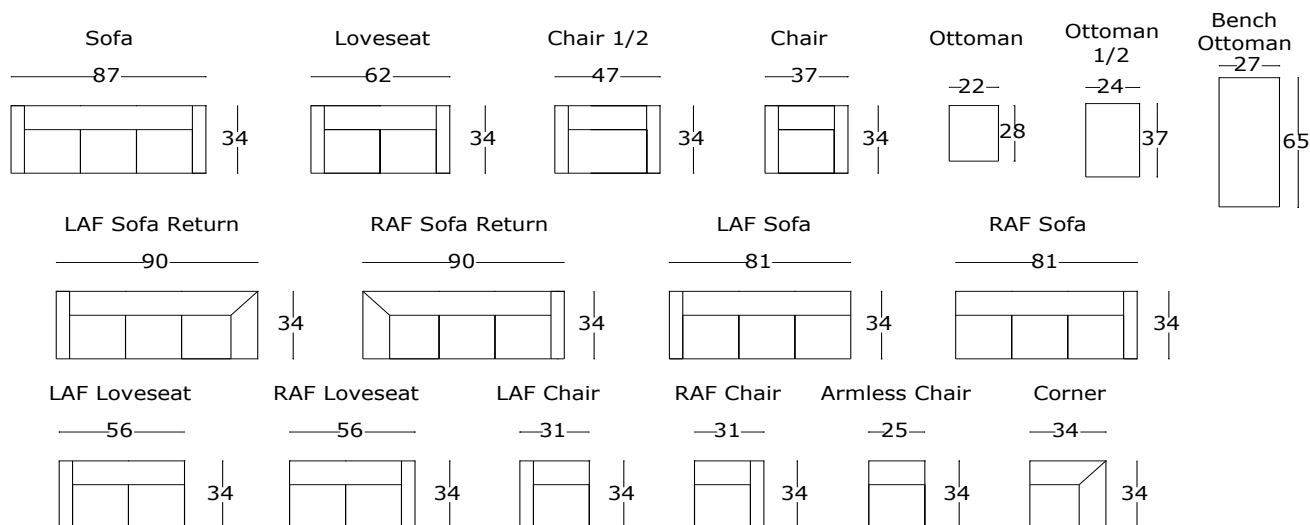 Sofa
Loveseat
Chair 1/2
Chair
Ottoman
Ottoman
1/2
Bench
Ottoman
87
62
47
37
22
24
27
34
34
34
34
28
37
65
LAF Sofa Return
RAF Sofa Return
LAF Sofa
RAF Sofa
90
90
81
81
34
34
34
34
LAF Loveseat
RAF Loveseat
LAF Chair
RAF Chair
Armless Chair
Corner
56
56
31
31
25
34
34
34
34
34
34
34